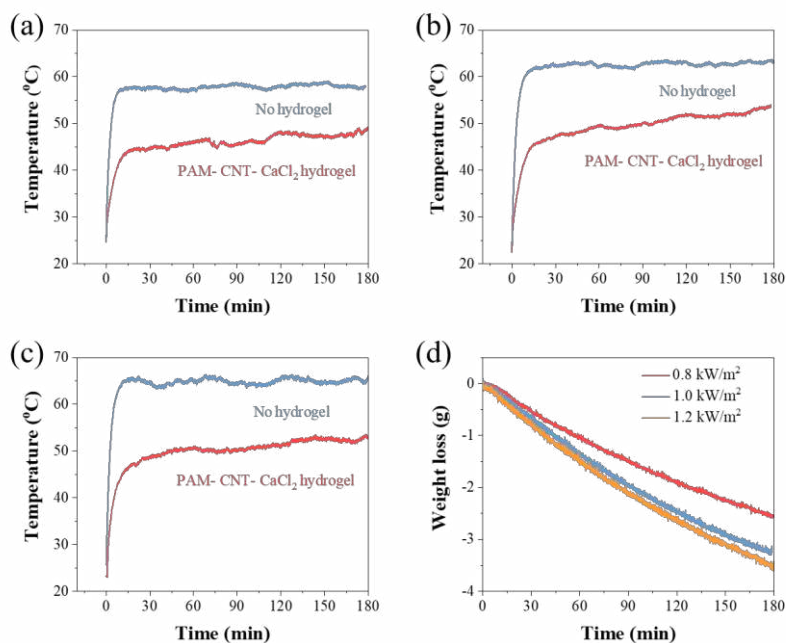 (a)
70
60
50
40
30
20
Temperature (⁰C)
No hydrogel
PAM- CNT- CaCl₂ hydrogel
0 30 60 90 120 150 180
Time (min)
(b)
70
60
50
40
30
20
Temperature (⁰C)
No hydrogel
PAM- CNT- CaCl₂ hydrogel
0 30 60 90 120 150 180
Time (min)
(c)
70
60
50
40
30
20
Temperature (⁰C)
No hydrogel
PAM- CNT- CaCl₂ hydrogel
0 30 60 90 120 150 180
Time (min)
(d)
0
-1
-2
-3
-4
Weight loss (g)
0.8 kW/m²
1.0 kW/m²
1.2 kW/m²
0 30 60 90 120 150 180
Time (min)